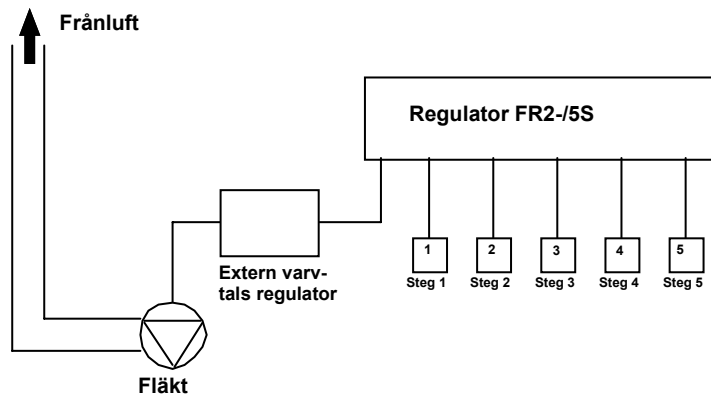 Frånluft
Regulator FR2-/5S
1
2
3
4
5
Steg 1
Steg 2
Steg 3
Steg 4
Steg 5
Extern varv-
tals regulator
Fläkt